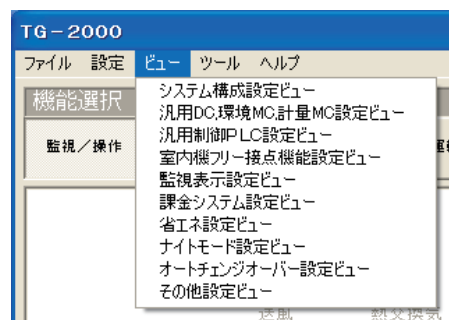 TG-2000
ファイル 設定 ビュー ツール ヘルプ
機能選択
監視/操作
システム構成設定ビュー
汎用DC,環境MC,計量MC設定ビュー
汎用制御PLC設定ビュー
室内機フリー接点機能設定ビュー
監視表示設定ビュー
課金システム設定ビュー
省エネ設定ビュー
ナイトモード設定ビュー
オートチェンジオーバー設定ビュー
その他設定ビュー
送風 熱交換気